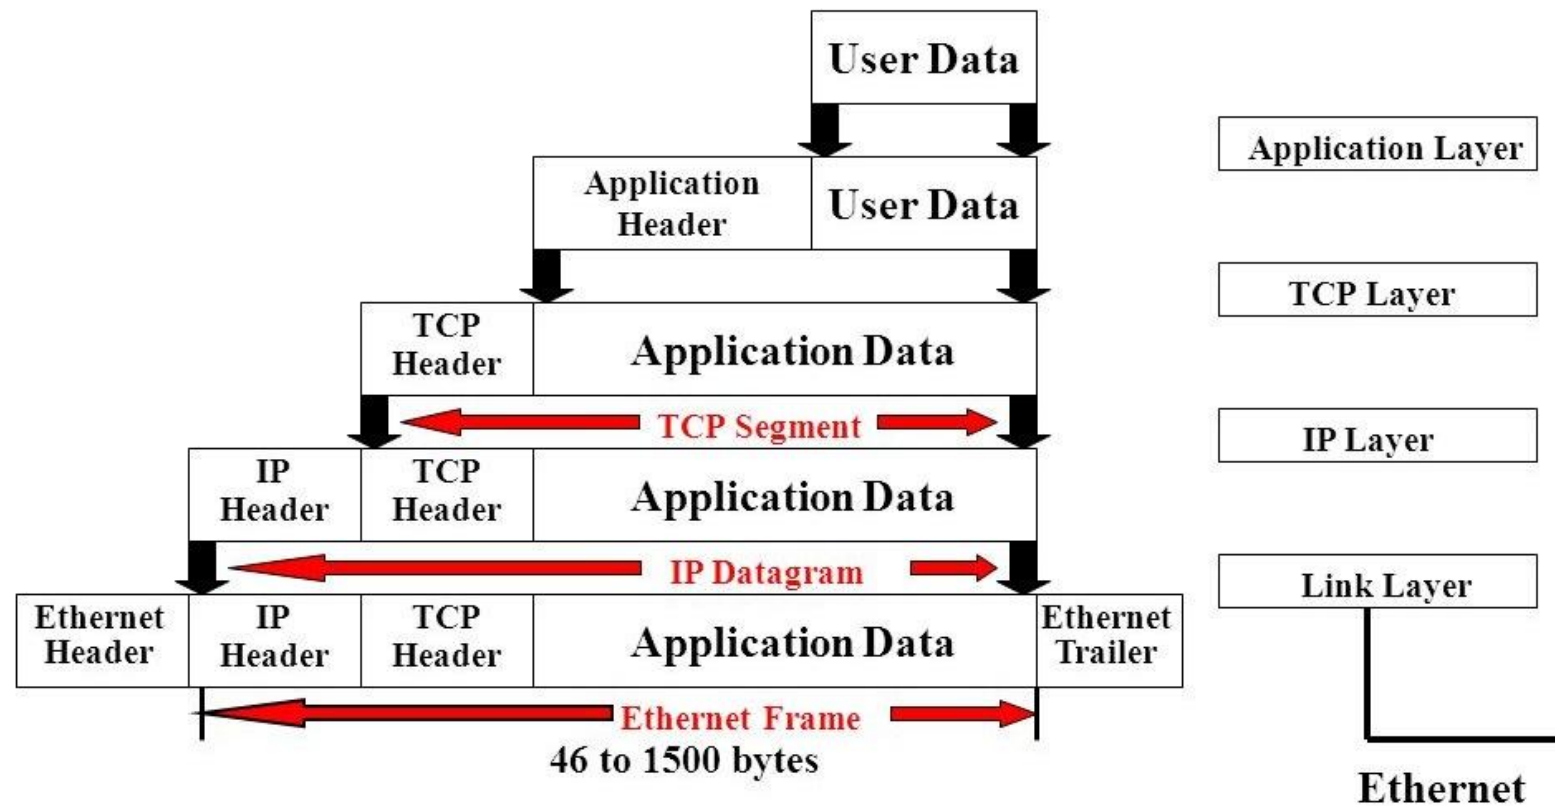 User Data
Application
Header
User Data
Application Layer
TCP
Header
Application Data
TCP Layer
TCP Segment
IP
Header
TCP
Header
Application Data
IP Layer
IP Datagram
Ethernet
Header
IP
Header
TCP
Header
Application Data
Ethernet
Trailer
Link Layer
Ethernet Frame
46 to 1500 bytes
Ethernet